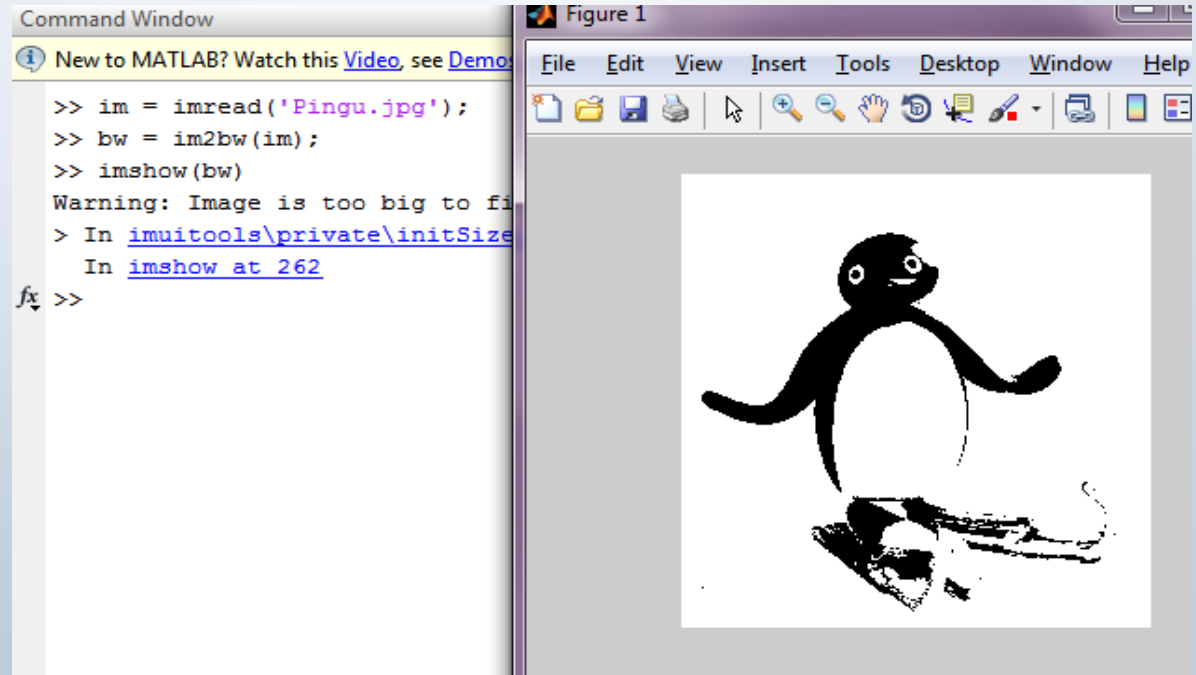 Command Window
New to MATLAB? Watch this Video, see Demos
>> im = imread('Pingu.jpg');
>> bw = im2bw(im);
>> imshow(bw)
Warning: Image is too big to fi
> In imuitools\private\initSize
In imshow at 262
fx >>
Figure 1
File Edit View Insert Tools Desktop Window Help